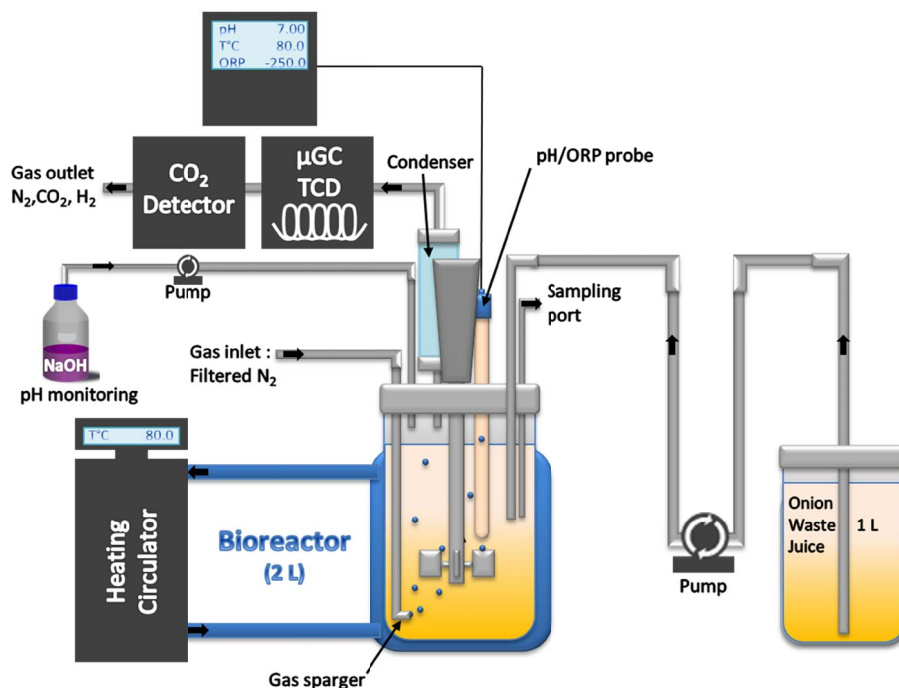 pH 7.00
T°C 80.0
ORP -250.0
Gas outlet
N₂,CO₂, H₂
CO₂
Detector
µGC
TCD
Condenser
pH/ORP probe
Pump
NaOH
pH monitoring
Gas inlet :
Filtered N₂
Sampling
port
T°C 80.0
Heating
Circulator
Bioreactor
(2 L)
Gas sparger
Pump
Onion
Waste
Juice
1 L